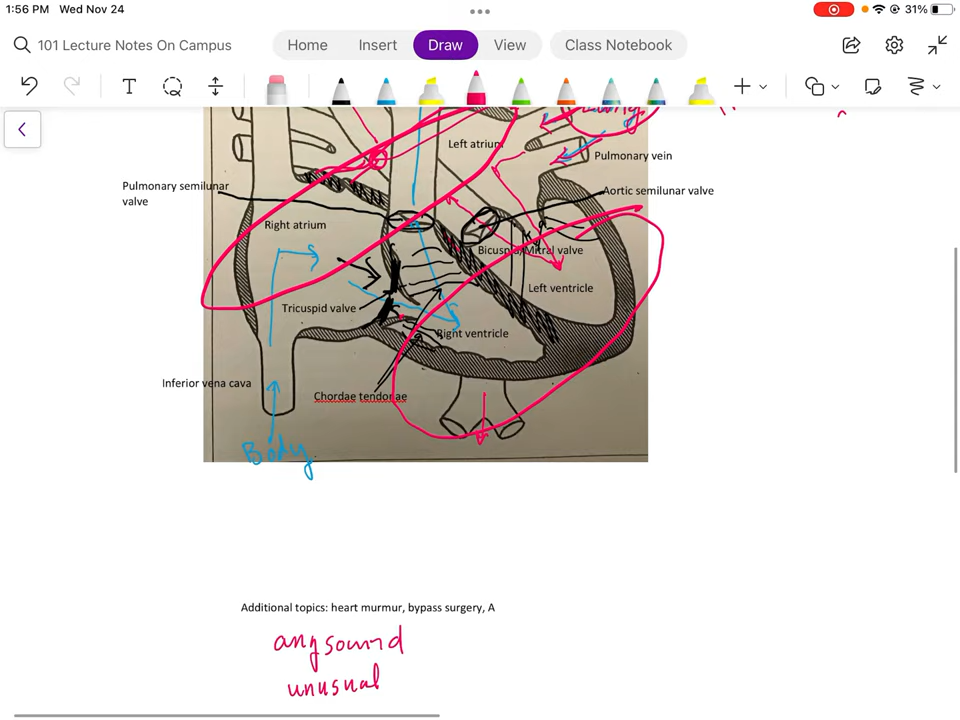 1:56 PM Wed Nov 24
31%
101 Lecture Notes On Campus
Home Insert Draw View Class Notebook
Left atrium
Pulmonary vein
Pulmonary semilunar
valve
Aortic semilunar valve
Right atrium
Bicuspid/Mitral valve
Left ventricle
Tricuspid valve
Right ventricle
Inferior vena cava
Chordae tendonae
Body
Additional topics: heart murmur, bypass surgery, A
any sound
unusual